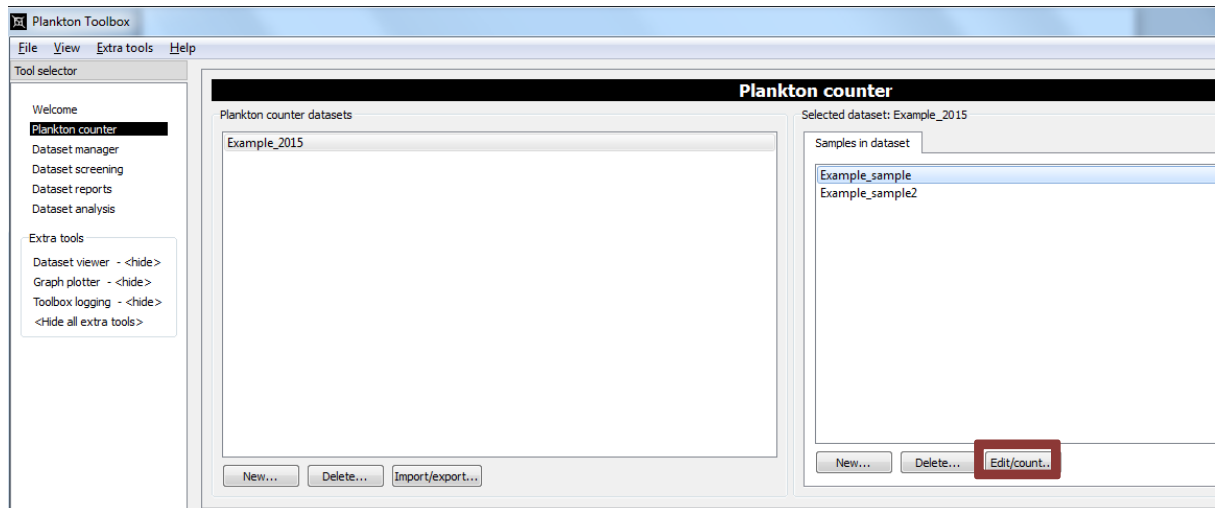 Plankton Toolbox
File View Extra tools Help
Tool selector
Welcome
Plankton counter
Dataset manager
Dataset screening
Dataset reports
Dataset analysis
Extra tools
Dataset viewer - <hide>
Graph plotter - <hide>
Toolbox logging - <hide>
<Hide all extra tools>
Plankton counter
Plankton counter datasets
Example_2015
New... Delete... Import/export...
Selected dataset: Example_2015
Samples in dataset
Example_sample
Example_sample2
New... Delete... Edit/count..